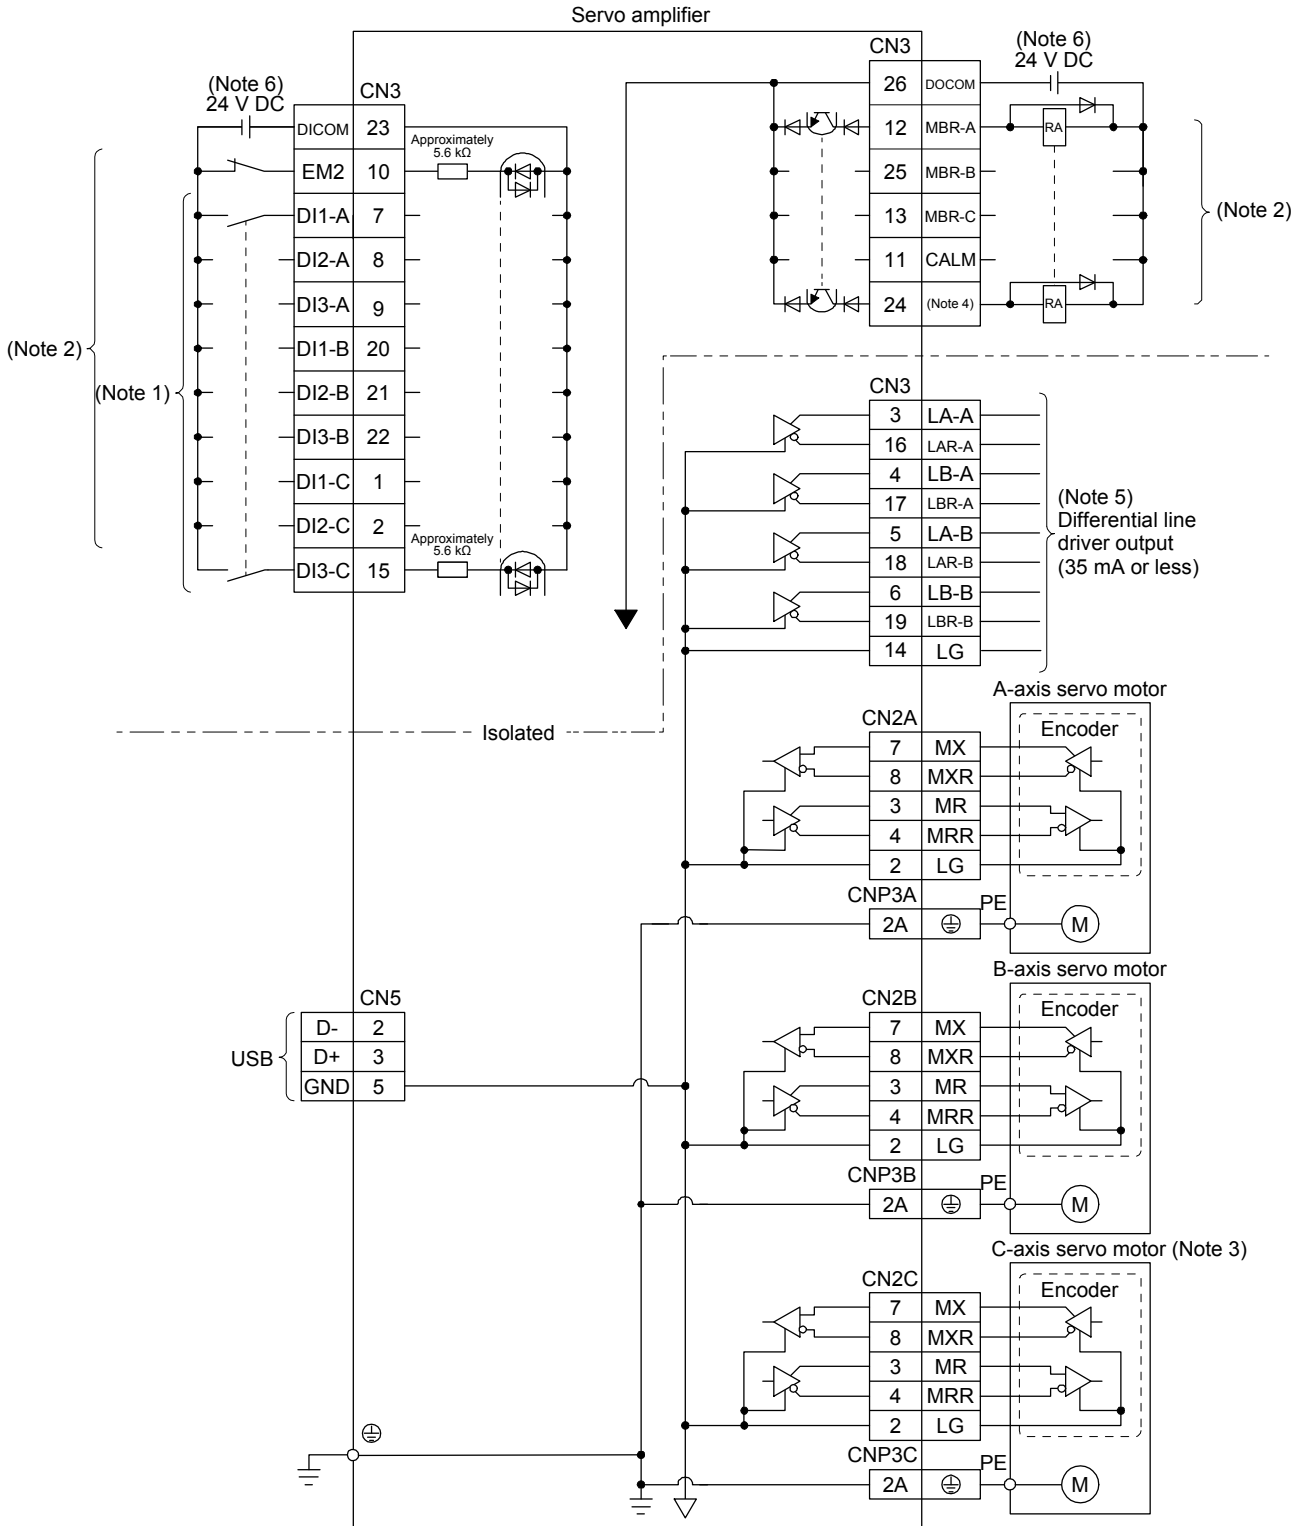 Servo amplifier
(Note 6)
24 V DC
CN3
DICOM 23
EM2 10
DI1-A 7
DI2-A 8
DI3-A 9
DI1-B 20
DI2-B 21
DI3-B 22
DI1-C 1
DI2-C 2
DI3-C 15
Approximately
5.6 kΩ
Approximately
5.6 kΩ
(Note 2)
(Note 1)
CN3
(Note 6)
24 V DC
26 DOCOM
12 MBR-A
RA
25 MBR-B
13 MBR-C
11 CALM
24 (Note 4)
RA
(Note 2)
CN3
3 LA-A
16 LAR-A
4 LB-A
17 LBR-A
5 LA-B
18 LAR-B
6 LB-B
19 LBR-B
14 LG
(Note 5)
Differential line
driver output
(35 mA or less)
Isolated
A-axis servo motor
CN2A
Encoder
7 MX
8 MXR
3 MR
4 MRR
2 LG
CNP3A
2A
PE
M
B-axis servo motor
CN5
D- 2
D+ 3
GND 5
USB
CN2B
Encoder
7 MX
8 MXR
3 MR
4 MRR
2 LG
CNP3B
2A
PE
M
C-axis servo motor (Note 3)
CN2C
Encoder
7 MX
8 MXR
3 MR
4 MRR
2 LG
CNP3C
2A
PE
M